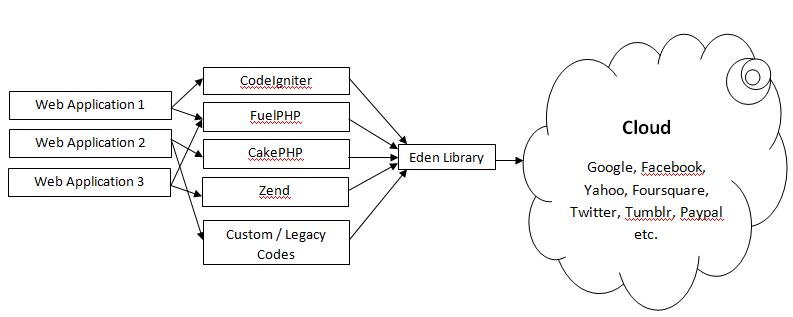 Web Application 1
Web Application 2
Web Application 3
CodeIgniter
FuelPHP
CakePHP
Zend
Custom / Legacy
Codes
Eden Library
Cloud
Google, Facebook,
Yahoo, Foursquare,
Twitter, Tumblr, Paypal
etc.